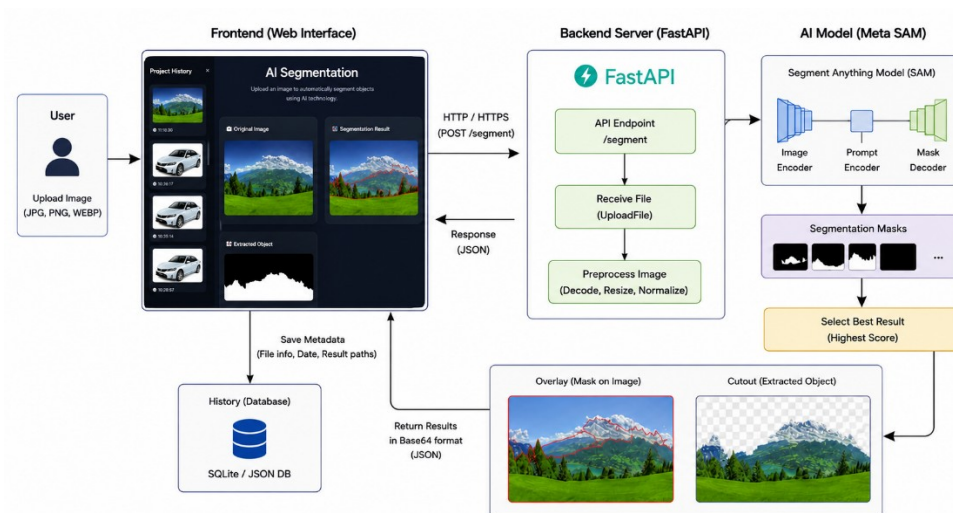 Frontend (Web Interface)
Backend Server (FastAPI)
AI Model (Meta SAM)
User
Upload Image
(JPG, PNG, WEBP)
Project History
×
AI Segmentation
Upload an image to automatically segment objects
using AI technology.
Original Image
Segmentation Result
Extracted Object
HTTP / HTTPS
(POST /segment)
Response
(JSON)
FastAPI
API Endpoint
/segment
Receive File
(UploadFile)
Preprocess Image
(Decode, Resize, Normalize)
Segment Anything Model (SAM)
Image
Encoder
Prompt
Encoder
Mask
Decoder
Segmentation Masks
...
Select Best Result
(Highest Score)
Save Metadata
(File info, Date, Result paths)
History (Database)
SQLite / JSON DB
Return Results
in Base64 format
(JSON)
Overlay (Mask on Image)
Cutout (Extracted Object)